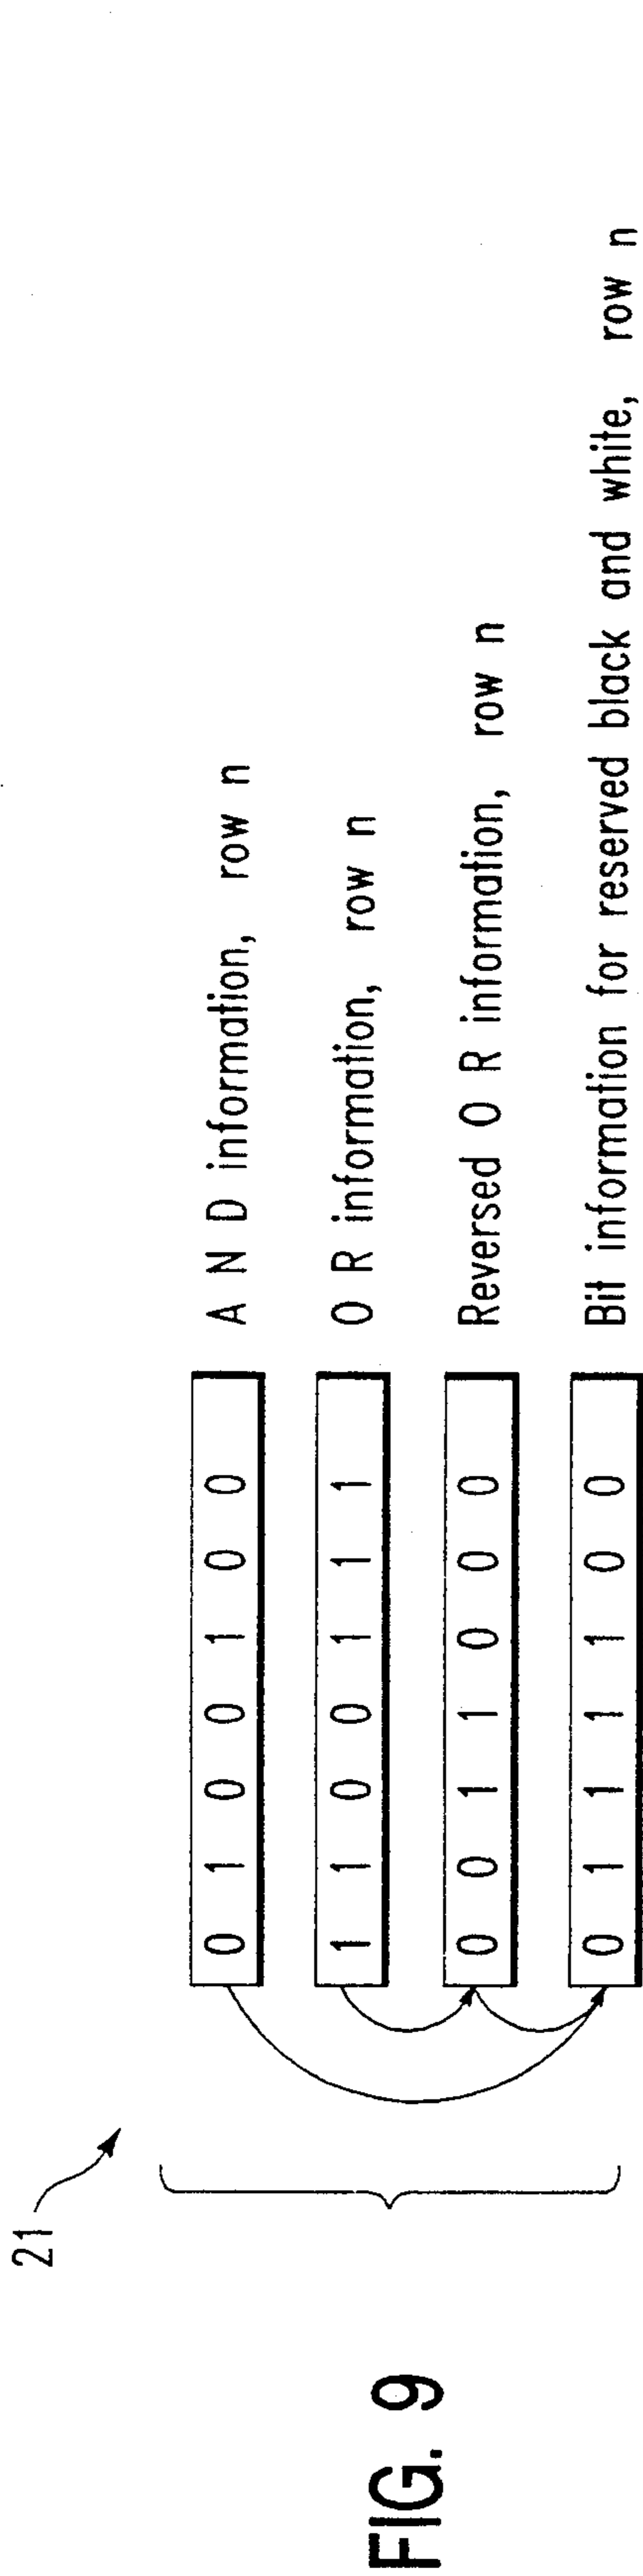 21
0 1 0 0 1 0 0 A N D information, row n
1 1 0 0 1 1 1 O R information, row n
0 0 1 1 0 0 0 Reversed O R information, row n
0 1 1 1 1 0 0 Bit information for reserved black and white, row n
FIG. 9